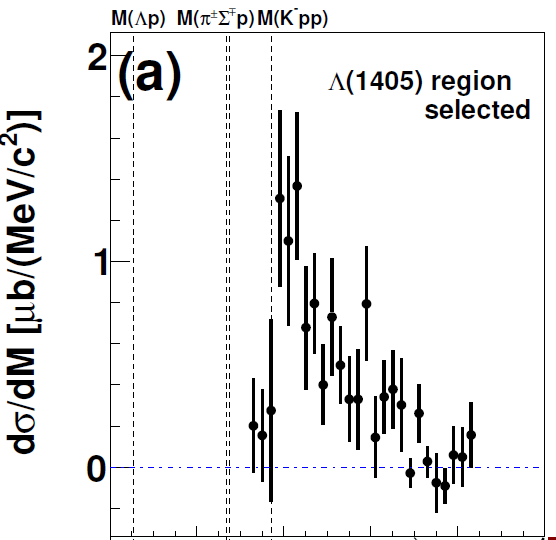 M(Λp) M(π±Σ∓p) M(K-pp)
2
(a)
Λ(1405) region
selected
1
0
dσ/dM [μb/(MeV/c²)]